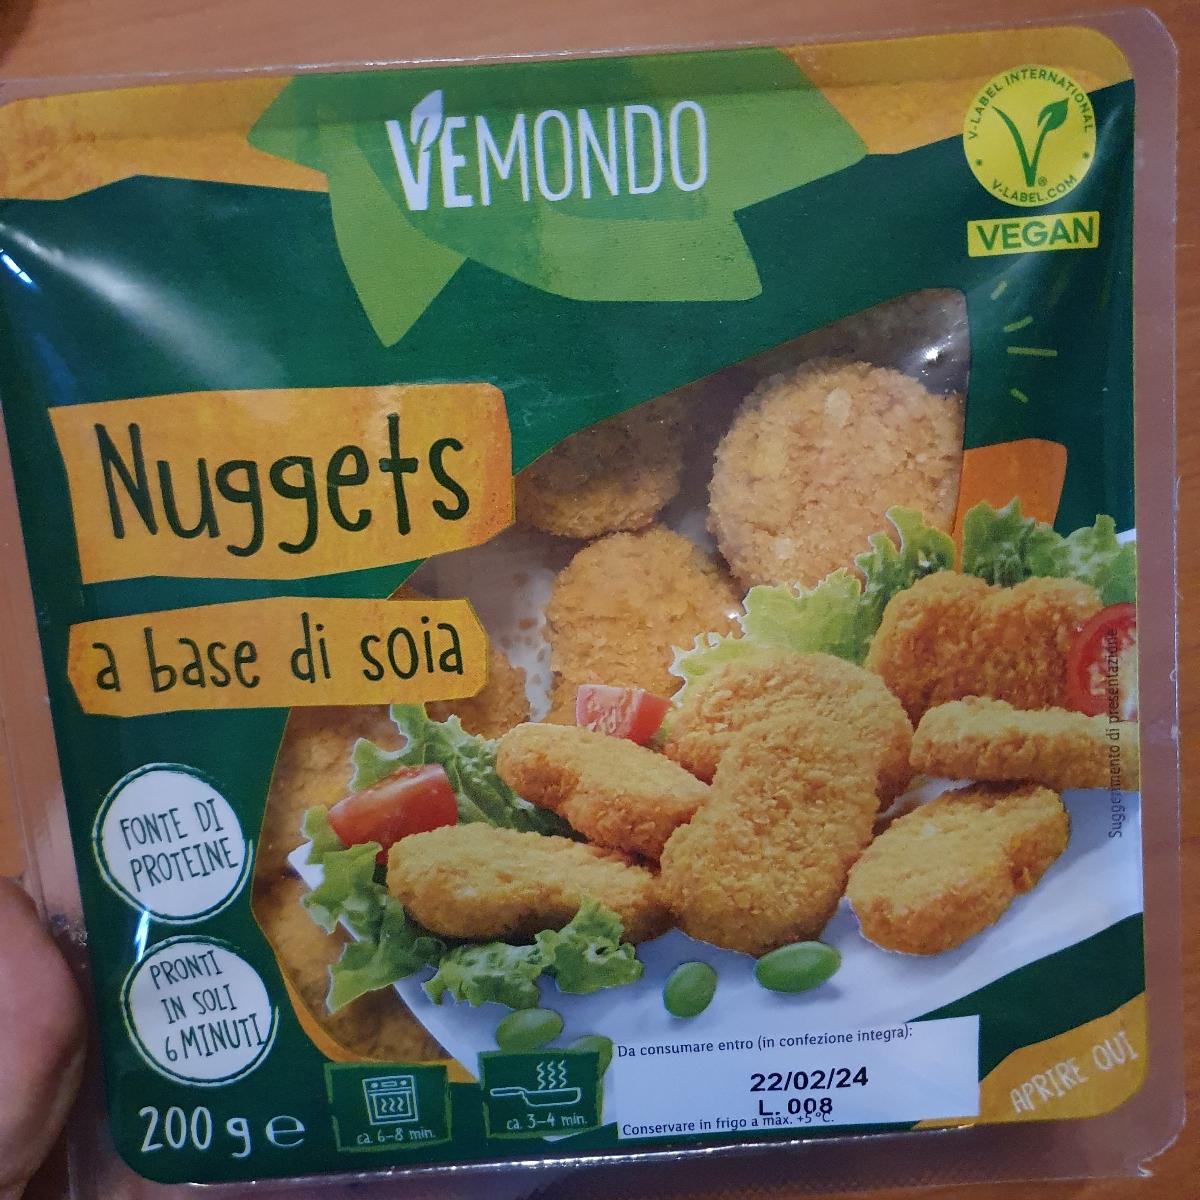 VEMONDO
V-LABEL INTERNATIONAL
V-LABEL.COM
®
VEGAN
Nuggets
a base di soia
FONTE DI
PROTEINE
PRONTI
IN SOLI
6 MINUTI
200 g e
ca. 6-8 min.
ca. 3-4 min.
Da consumare entro (in confezione integra):
22/02/24
L. 008
Conservare in frigo a max. +5 °C.
APRIRE QUI
Suggerimento di presentazione